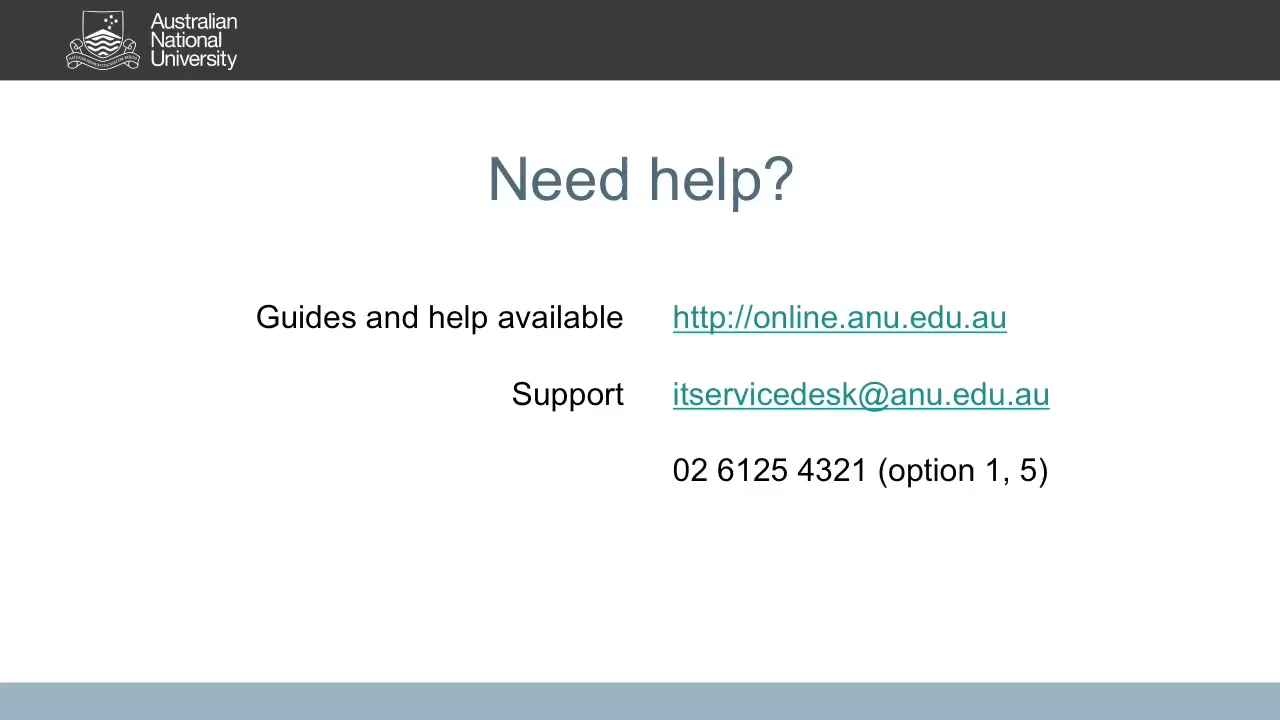 Australian
National
University
Need help?
Guides and help available http://online.anu.edu.au
Support itservicedesk@anu.edu.au
02 6125 4321 (option 1, 5)